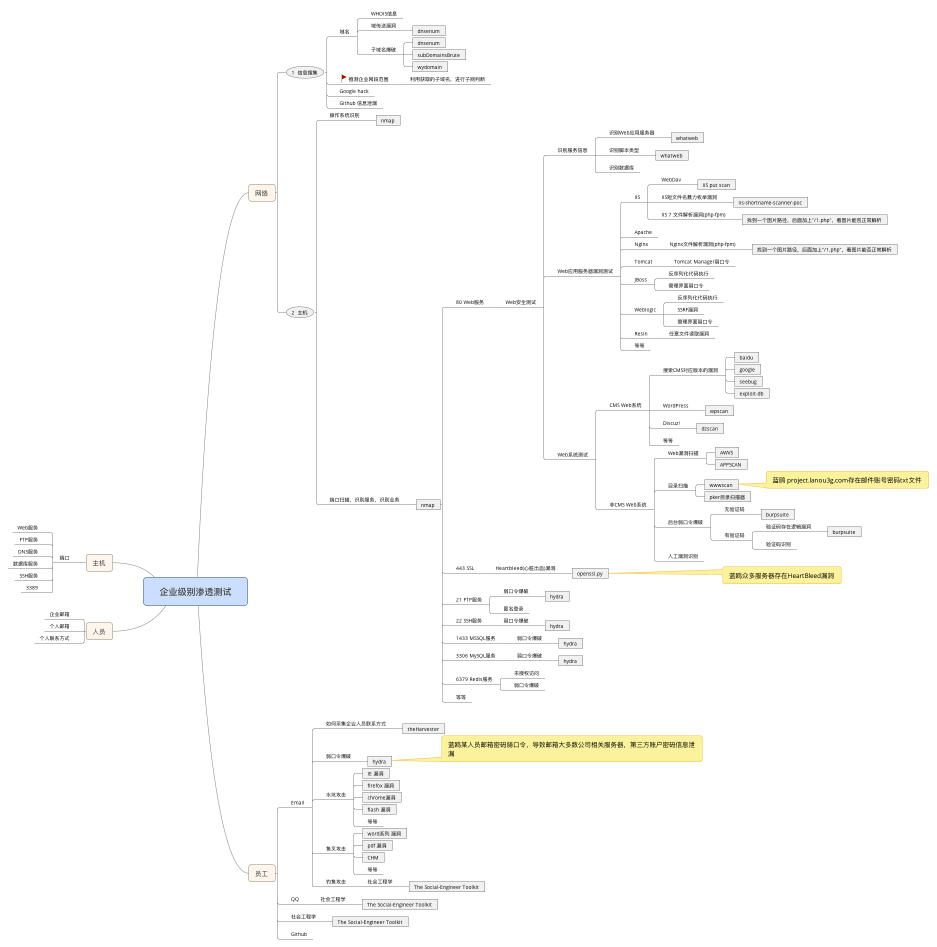 企业级渗透测试
网络
1 信息搜集
域名
WHOIS信息
域传送漏洞
dnsenum
子域名爆破
dnsenum
subDomainsBrute
wydomain
推测企业网段范围
利用获取的子域名，进行子网判断
Google hack
Github 信息泄漏
2 主机
操作系统识别
nmap
端口扫描、识别服务、识别业务
nmap
80 Web服务
Web安全测试
识别服务信息
识别Web应用服务器
whatweb
识别脚本类型
whatweb
识别数据库
Web应用服务器漏洞测试
IIS
WebDav
IIS put scan
IIS短文件名暴力枚举漏洞
iis-shortname-scanner-poc
IIS 7 文件解析漏洞(php-fpm)
找到一个图片路径，后面加上"/1.php"，看图片能否正常解析
Apache
Nginx
Nginx文件解析漏洞(php-fpm)
找到一个图片路径，后面加上"/1.php"，看图片能否正常解析
Tomcat
Tomcat Manager弱口令
JBoss
反序列化代码执行
管理界面弱口令
Weblogic
反序列化代码执行
SSRF漏洞
管理界面弱口令
Resin
任意文件读取漏洞
等等
Web系统测试
CMS Web系统
搜索CMS对应版本的漏洞
baidu
google
seebug
exploit-db
WordPress
wpscan
Discuz!
dzscan
等等
非CMS Web系统
Web漏洞扫描
AWVS
APPSCAN
目录扫描
wwwscan
蓝鸥 project.lanou3g.com存在邮件账号密码txt文件
pker目录扫描器
后台弱口令爆破
无验证码
burpsuite
有验证码
验证码存在逻辑漏洞
burpsuite
验证码识别
人工漏洞识别
443 SSL
Heartbleed(心脏出血)漏洞
openssl.py
蓝鸥众多服务器存在HeartBleed漏洞
21 FTP服务
弱口令爆破
hydra
匿名登录
22 SSH服务
弱口令爆破
hydra
1433 MSSQL服务
弱口令爆破
hydra
3306 MySQL服务
弱口令爆破
hydra
6379 Redis服务
未授权访问
弱口令爆破
等等
员工
Email
如何采集企业人员联系方式
theHarvester
弱口令爆破
hydra
蓝鸥某人员邮箱密码弱口令，导致邮箱大多数公司相关服务器，第三方账户密码信息泄
漏
水坑攻击
IE 漏洞
firefox 漏洞
chrome漏洞
flash 漏洞
等等
鱼叉攻击
word系列 漏洞
pdf 漏洞
CHM
等等
钓鱼攻击
社会工程学
The Social-Engineer Toolkit
QQ
社会工程学
The Social-Engineer Toolkit
社会工程学
The Social-Engineer Toolkit
Github
主机
端口
Web服务
FTP服务
DNS服务
数据库服务
SSH服务
3389
人员
企业邮箱
个人邮箱
个人联系方式